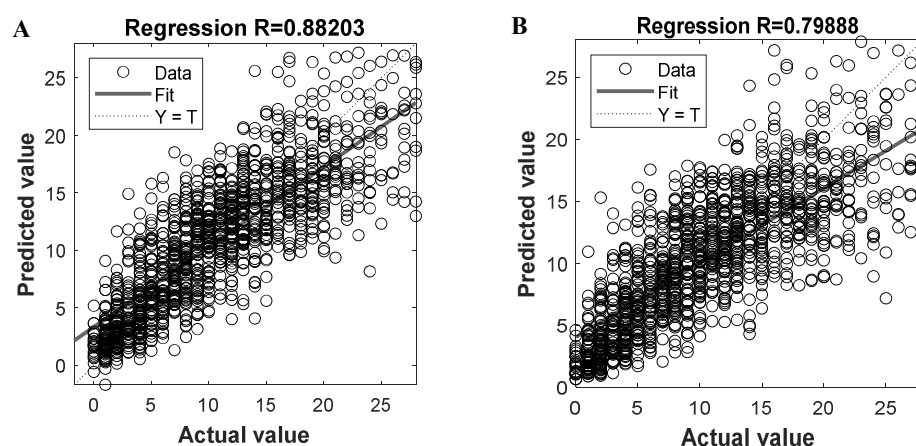 A
Regression R=0.88203
Predicted value
25
20
15
10
5
0
Data
Fit
Y = T
0 5 10 15 20 25
Actual value
B
Regression R=0.79888
Predicted value
25
20
15
10
5
0
Data
Fit
Y = T
0 5 10 15 20 25
Actual value